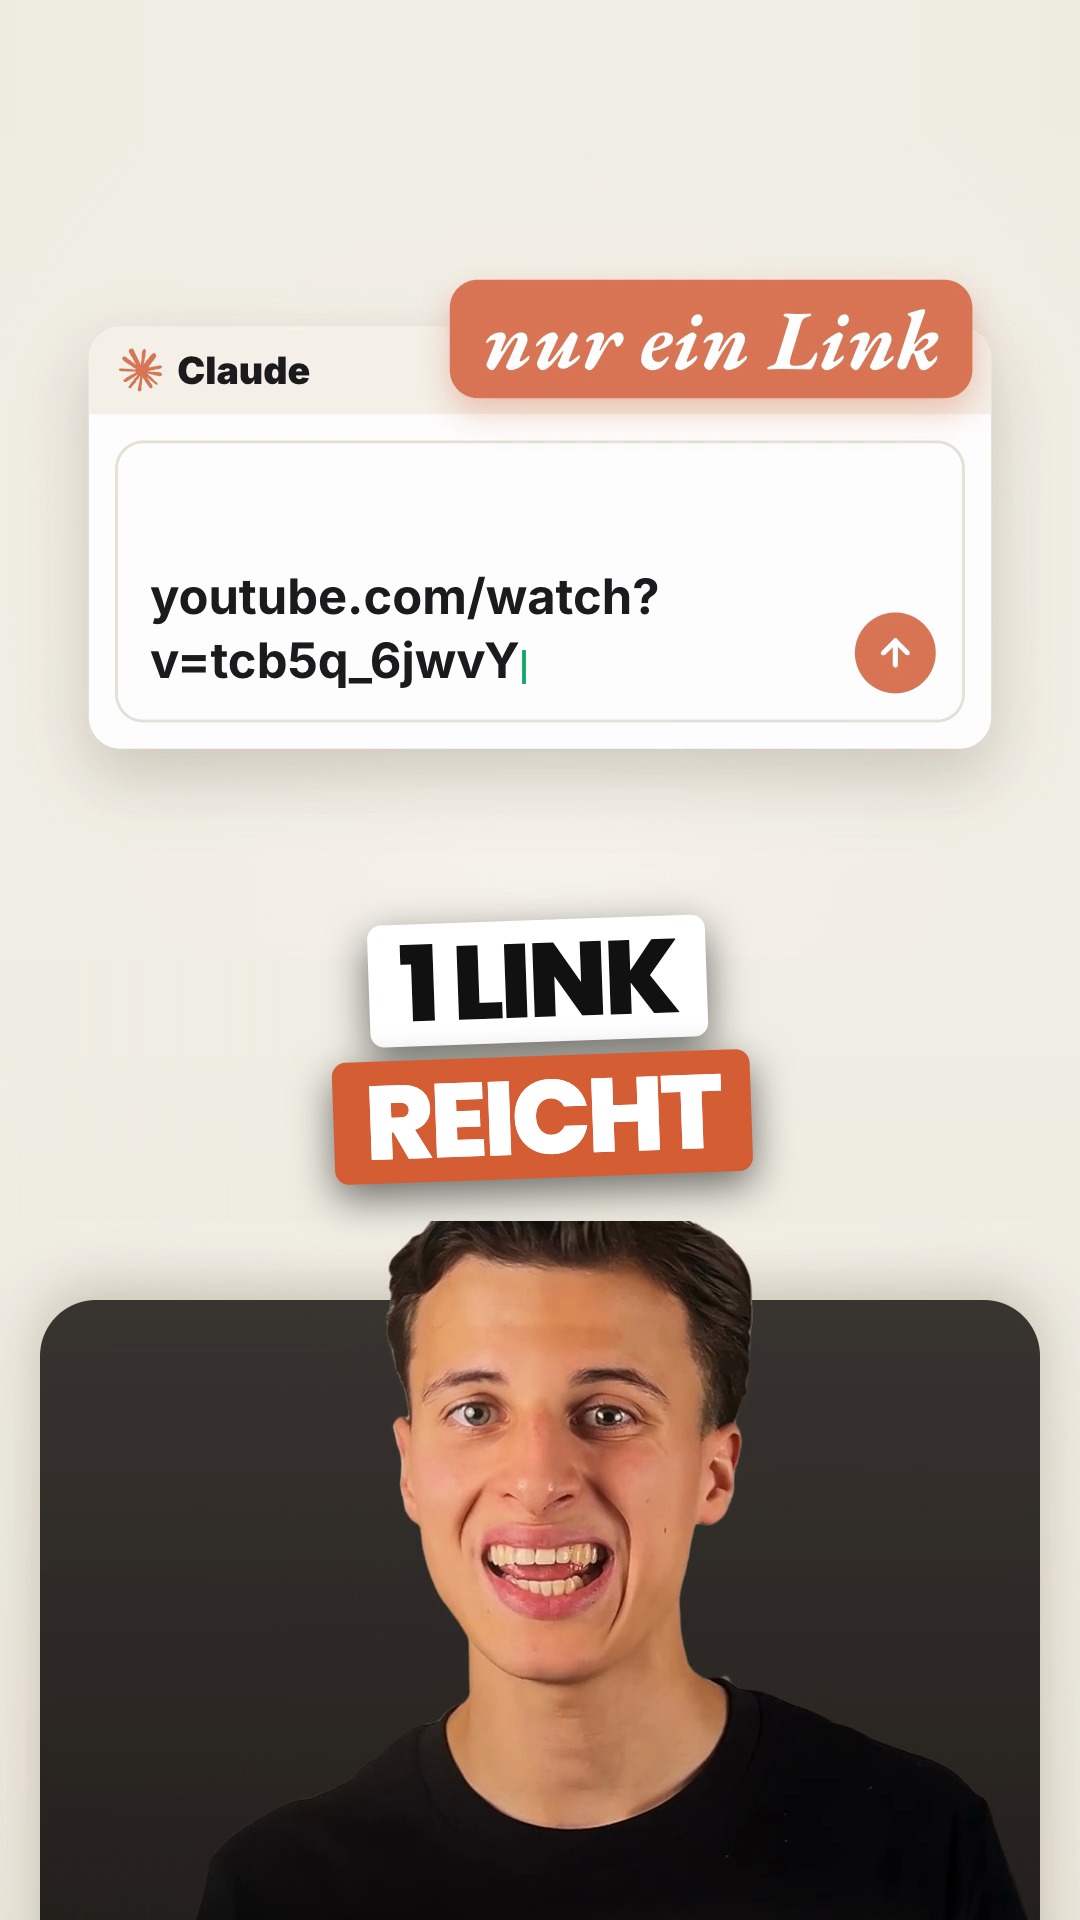 nur ein Link
Claude
youtube.com/watch?
v=tcb5q_6jwvY
1 LINK
REICHT